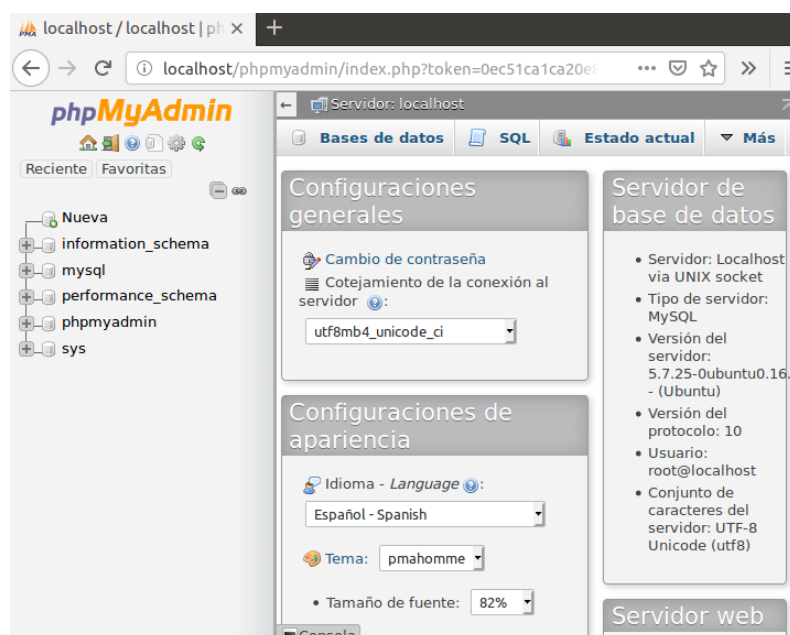 localhost / localhost | ph
localhost/phpmyadmin/index.php?token=0ec51ca1ca20e8
phpMyAdmin
Reciente Favoritas
Nueva
information_schema
mysql
performance_schema
phpmyadmin
sys
Servidor: localhost
Bases de datos SQL Estado actual Más
Configuraciones
generales
Cambio de contraseña
Cotejamiento de la conexión al
servidor :
utf8mb4_unicode_ci
Configuraciones de
apariencia
Idioma - Language :
Español - Spanish
Tema: pmahomme
• Tamaño de fuente: 82%
Consola
Servidor de
base de datos
• Servidor: Localhost
via UNIX socket
• Tipo de servidor:
MySQL
• Versión del
servidor:
5.7.25-0ubuntu0.16.
- (Ubuntu)
• Versión del
protocolo: 10
• Usuario:
root@localhost
• Conjunto de
caracteres del
servidor: UTF-8
Unicode (utf8)
Servidor web